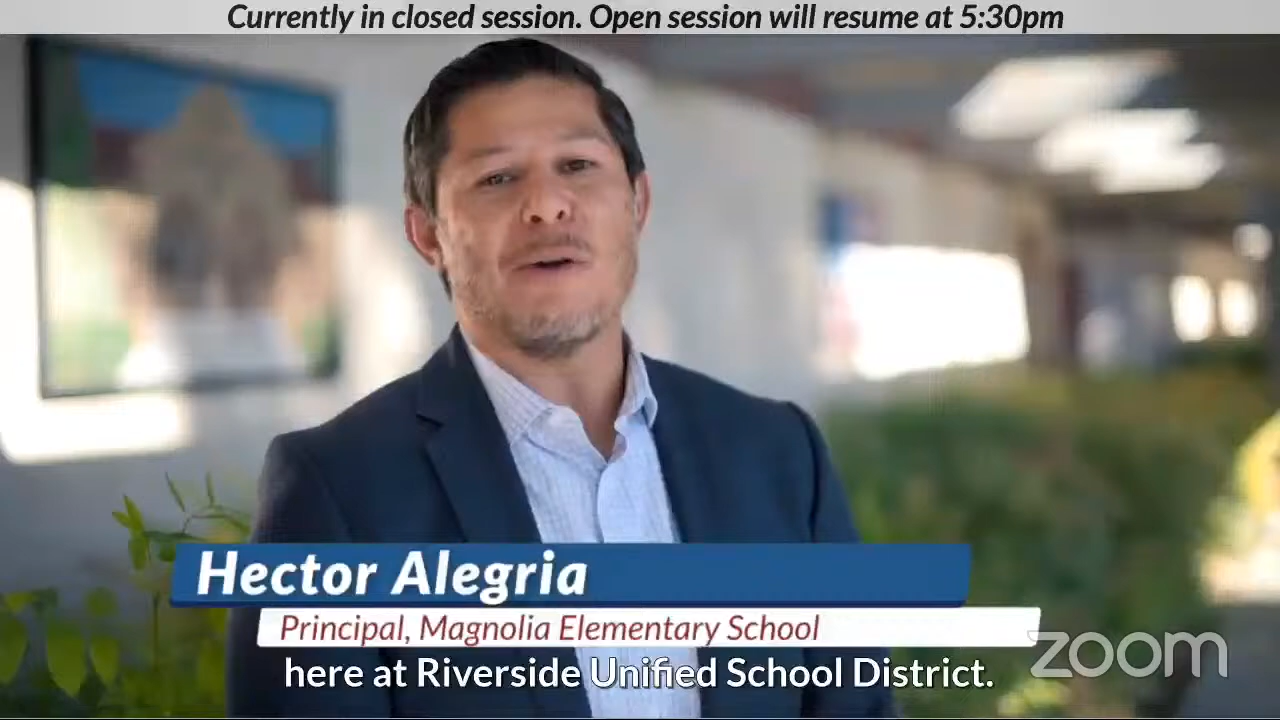 Currently in closed session. Open session will resume at 5:30pm
Hector Alegria
Principal, Magnolia Elementary School
here at Riverside Unified School District.
zoom